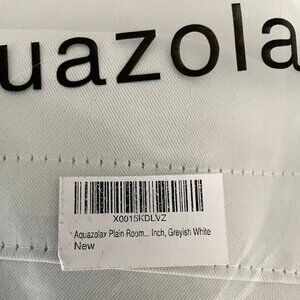 uazola
X0015KDLVZ
Aquazolax Plain Room... Inch, Greyish White
New